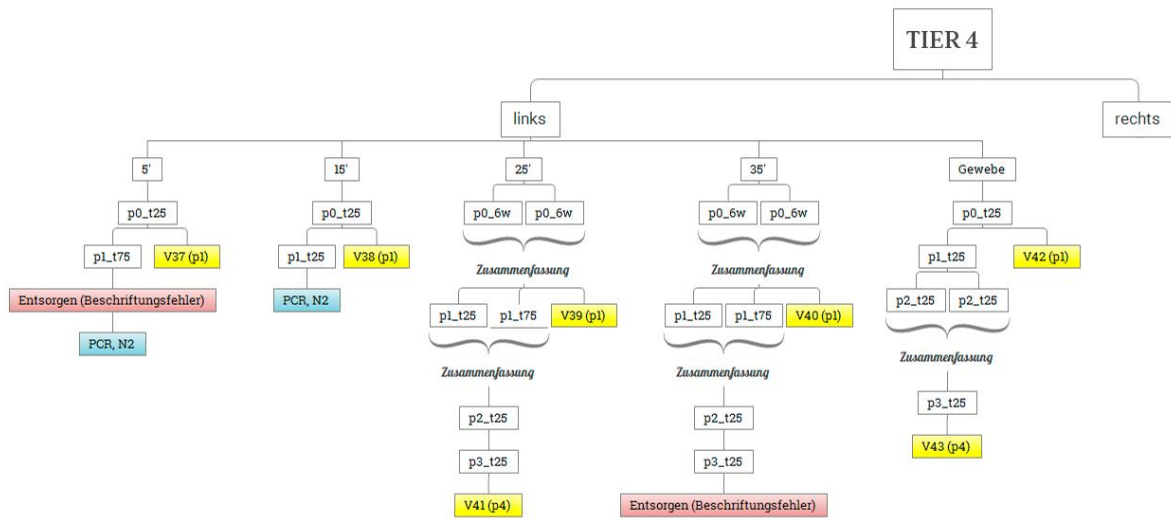 TIER 4
links
rechts
5'
15'
25'
35'
Gewebe
p0_t25
p0_t25
p0_6w
p0_6w
p0_6w
p0_6w
p0_t25
p1_t75
V37 (p1)
p1_t25
V38 (p1)
Zusammenfassung
Zusammenfassung
p1_t25
V42 (p1)
Entsorgen (Beschriftungsfehler)
PCR, N2
p1_t25
p1_t75
V39 (p1)
p1_t25
p1_t75
V40 (p1)
p2_t25
p2_t25
PCR, N2
Zusammenfassung
Zusammenfassung
Zusammenfassung
p2_t25
p2_t25
p3_t25
p3_t25
p3_t25
V43 (p4)
V41 (p4)
Entsorgen (Beschriftungsfehler)